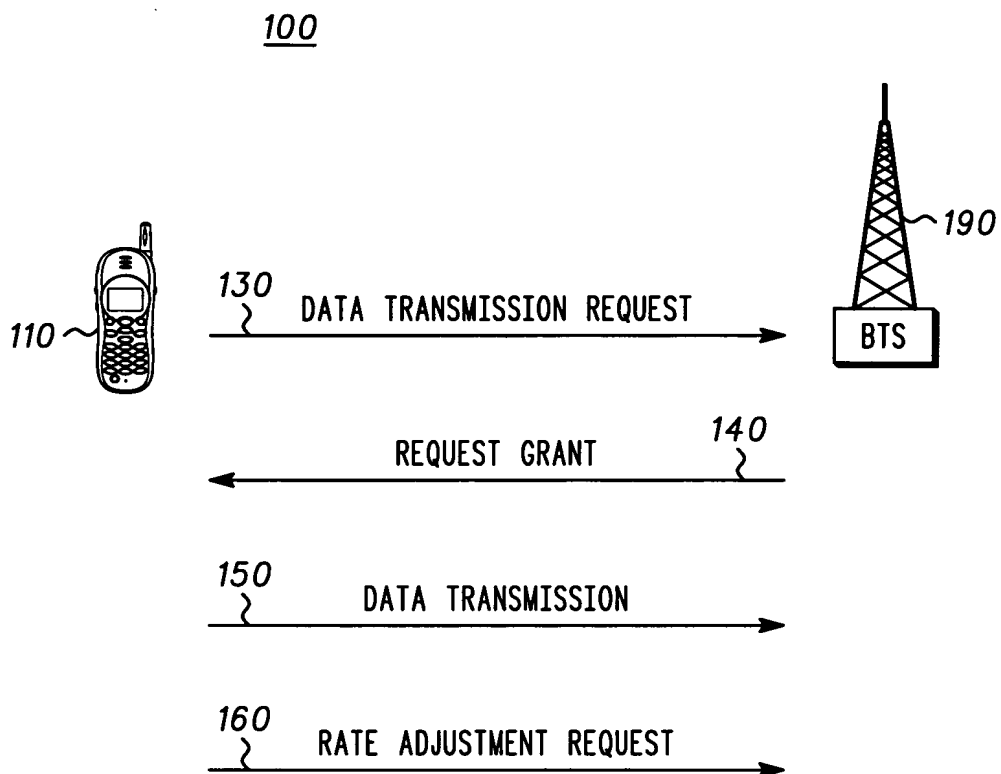 100
190
130
DATA TRANSMISSION REQUEST
110
BTS
140
REQUEST GRANT
150
DATA TRANSMISSION
160
RATE ADJUSTMENT REQUEST